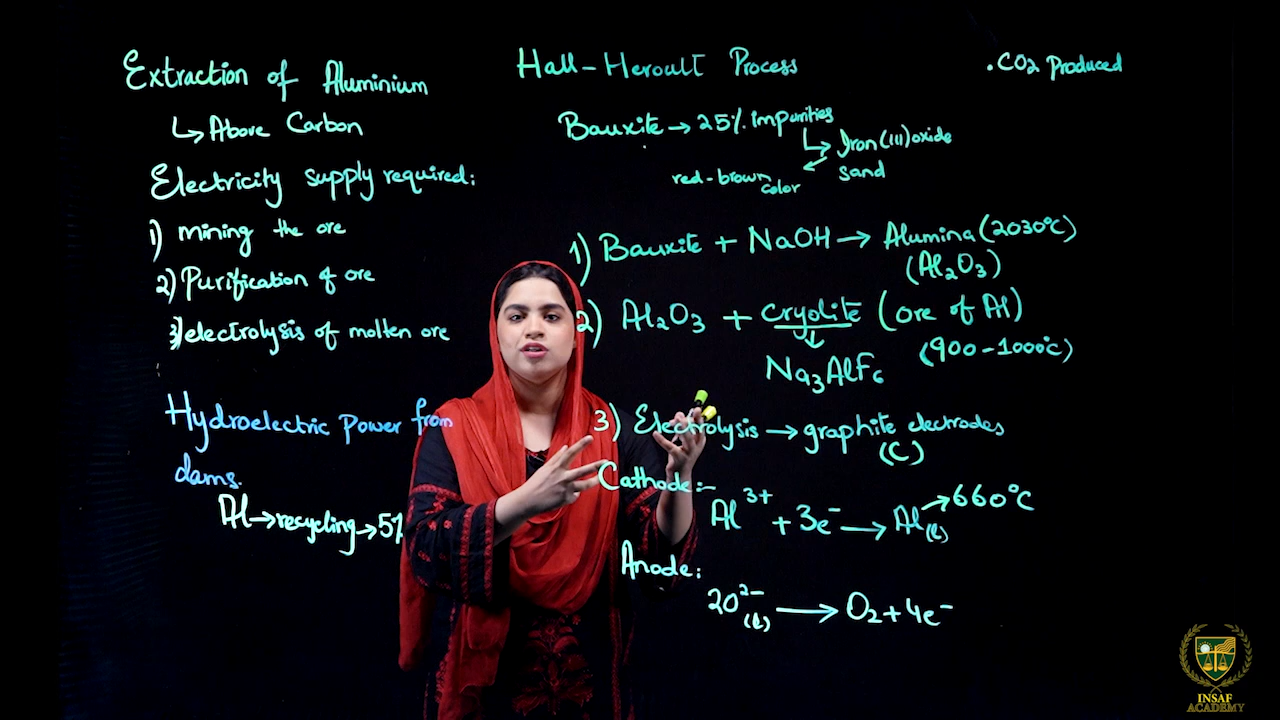 Extraction of Aluminium
↳ Above Carbon
Electricity supply required:
1) mining the ore
2) Purification of ore
3) electrolysis of molten ore
Hydroelectric Power from
dams.
Al → recycling → 5%
Hall-Heroult Process
Bauxite → 25% impurities
↳ Iron (III) oxide
sand
red-brown
color
1) Bauxite + NaOH → Alumina (2030°C)
(Al2O3)
2) Al2O3 + cryolite (ore of Al)
(900-1000°C)
Na3AlF6
3) Electrolysis → graphite electrodes
(C)
Cathode:-
Al3+ + 3e- → Al(l) → 660°C
Anode:
2O2-(l) → O2 + 4e-
.CO2 Produced
INSAF
ACADEMY